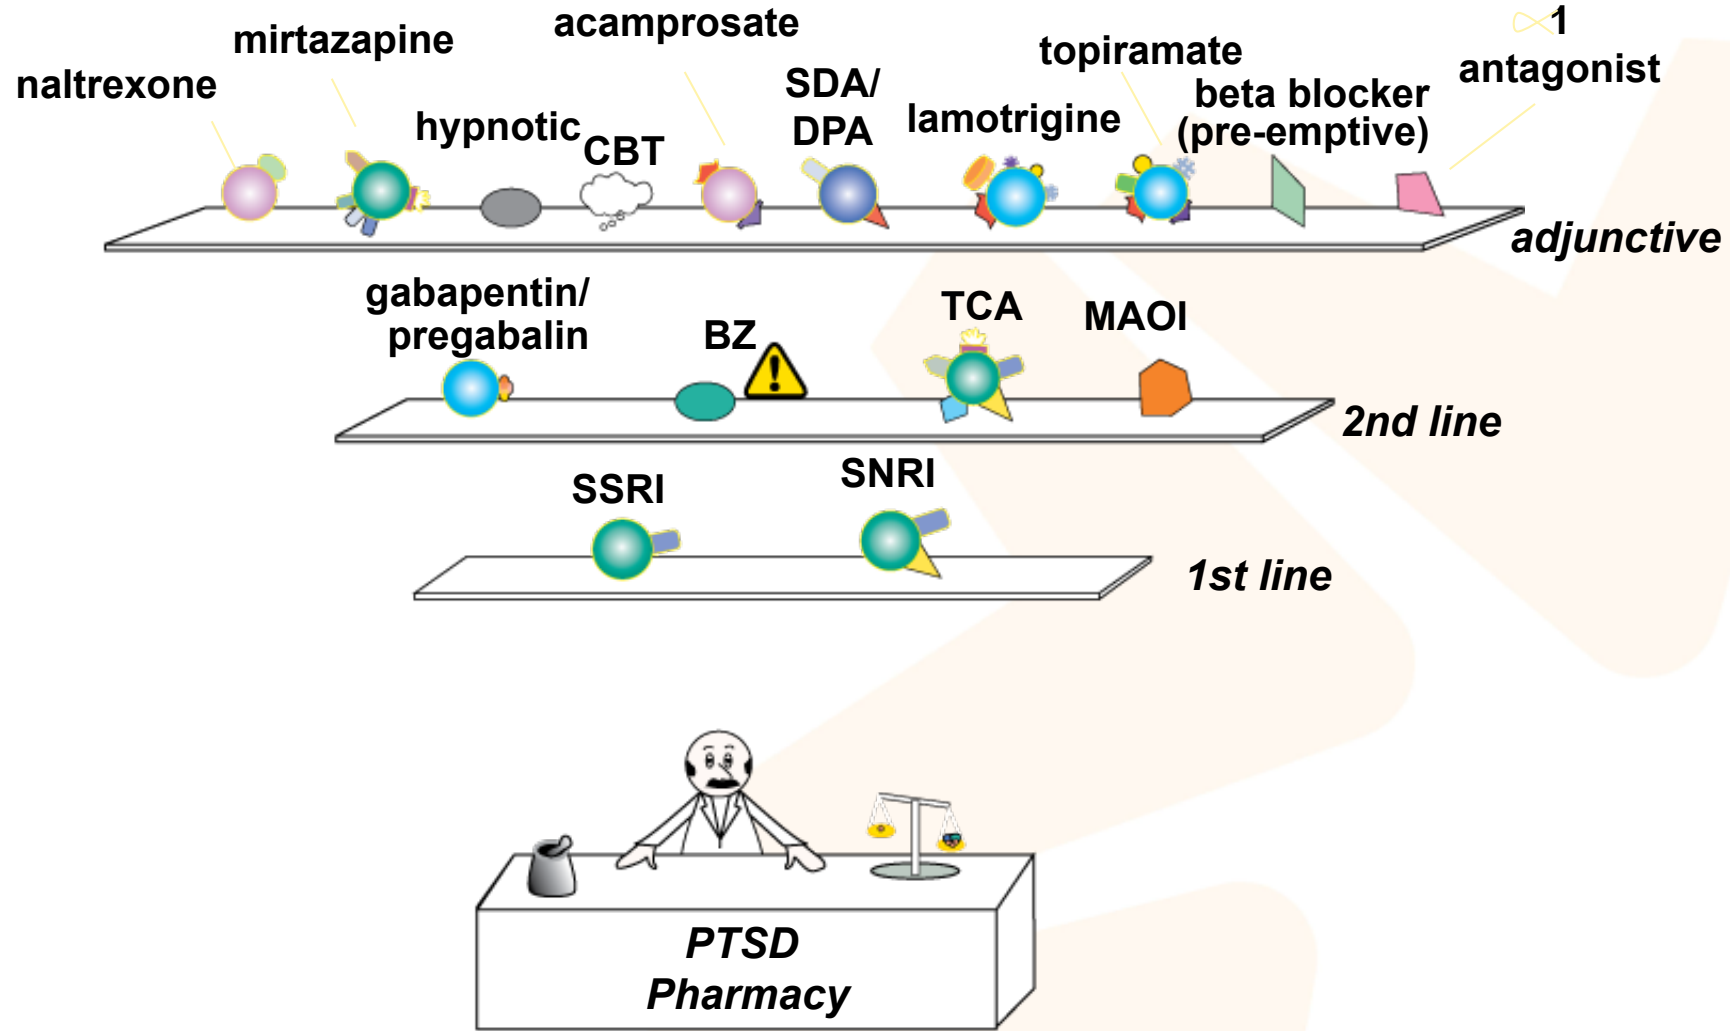 naltrexone
mirtazapine
hypnotic
CBT
acamprosate
SDA/
DPA
lamotrigine
topiramate
beta blocker
(pre-emptive)
∝1
antagonist
adjunctive
gabapentin/
pregabalin
BZ
!
TCA
MAOI
2nd line
SSRI
SNRI
1st line
PTSD
Pharmacy